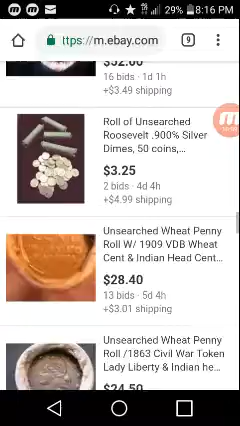 29% 8:16 PM
ttps://m.ebay.com 9
$52.00
16 bids · 1d 1h
+$3.49 shipping
Roll of Unsearched
Roosevelt .900% Silver
Dimes, 50 coins,...
$3.25
2 bids · 4d 4h
+$4.99 shipping
Unsearched Wheat Penny
Roll W/ 1909 VDB Wheat
Cent & Indian Head Cent...
$28.40
13 bids · 5d 4h
+$3.01 shipping
Unsearched Wheat Penny
Roll /1863 Civil War Token
Lady Liberty & Indian he...
$24.50